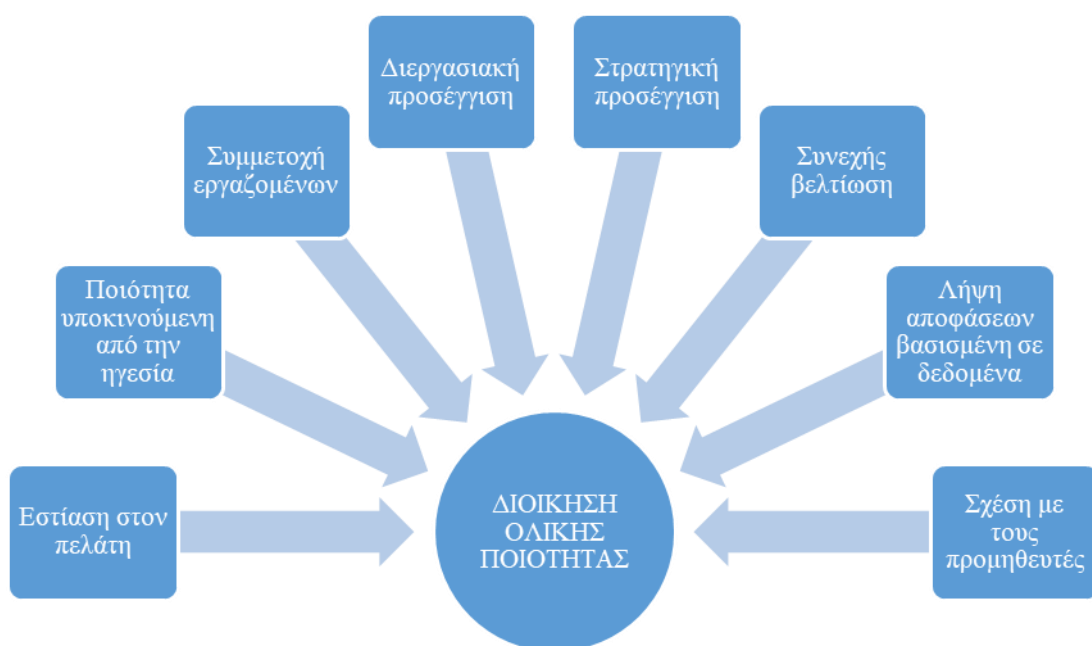 Εστίαση στον
πελάτη
Ποιότητα
υποκινούμενη
από την
ηγεσία
Συμμετοχή
εργαζομένων
Διεργασιακή
προσέγγιση
Στρατηγική
προσέγγιση
Συνεχής
βελτίωση
Λήψη
αποφάσεων
βασισμένη σε
δεδομένα
Σχέση με
τους
προμηθευτές
ΔΙΟΙΚΗΣΗ
ΟΛΙΚΗΣ
ΠΟΙΟΤΗΤΑΣ